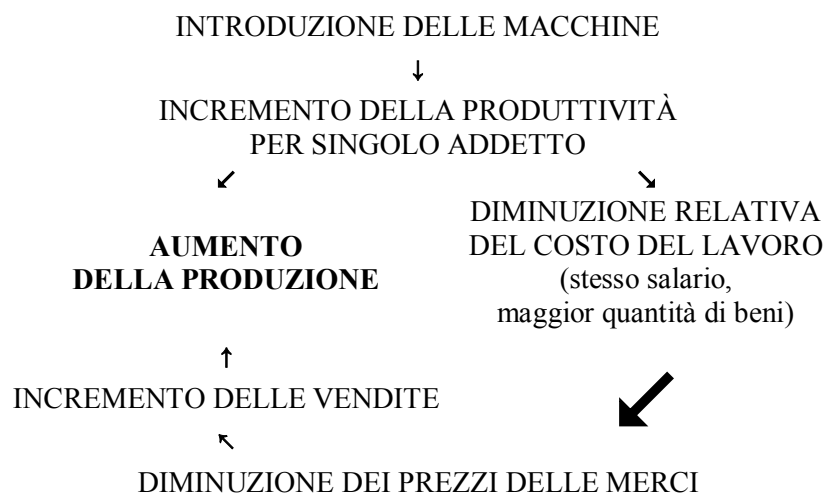 INTRODUZIONE DELLE MACCHINE
↓
INCREMENTO DELLA PRODUTTIVITÀ
PER SINGOLO ADDETTO
↙ ↘
AUMENTO
DELLA PRODUZIONE
DIMINUZIONE RELATIVA
DEL COSTO DEL LAVORO
(stesso salario,
maggior quantità di beni)
↑ ↙
INCREMENTO DELLE VENDITE
↖
DIMINUZIONE DEI PREZZI DELLE MERCI